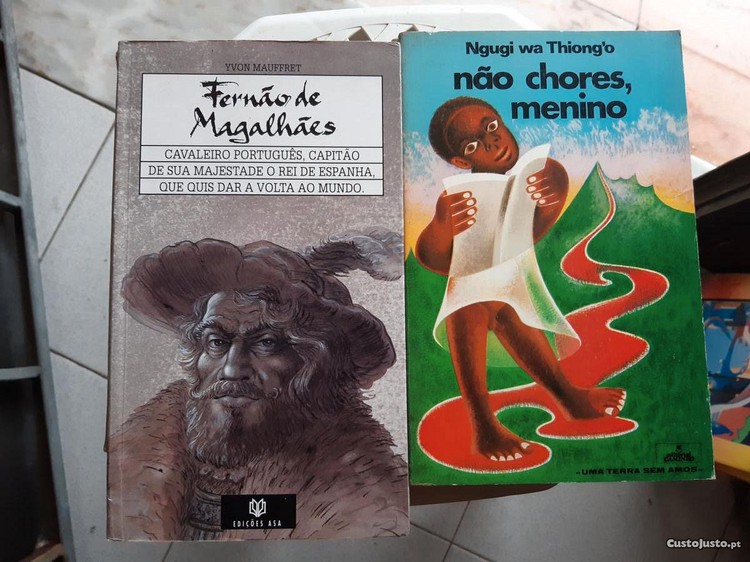 YVON MAUFFRET
Fernão de
Magalhães
CAVALEIRO PORTUGUÊS, CAPITÃO
DE SUA MAJESTADE O REI DE ESPANHA,
QUE QUIS DAR A VOLTA AO MUNDO.
EDIÇÕES ASA
Ngugi wa Thiong'o
não chores,
menino
«UMA TERRA SEM AMOS»
CustoJusto.pt